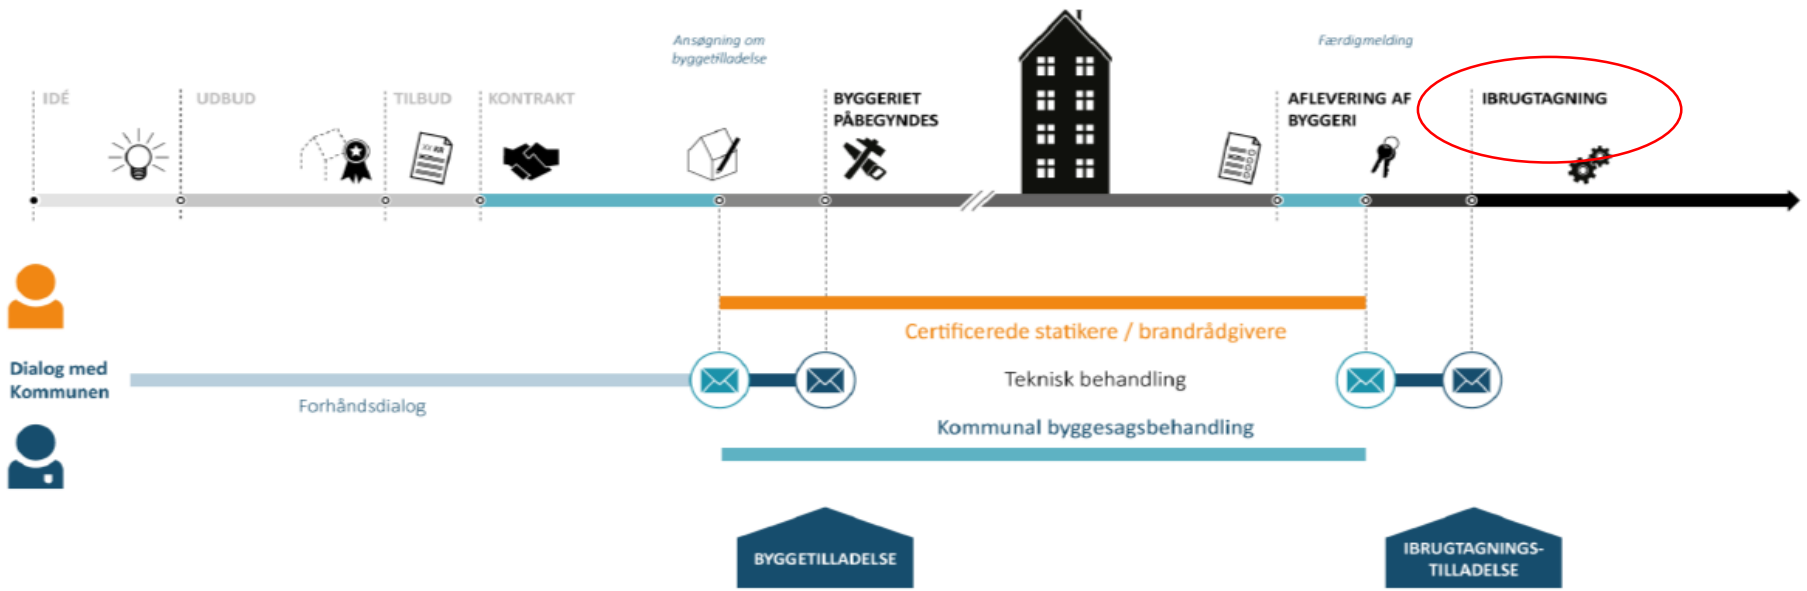 Ansøgning om
byggetilladelse
Færdigmelding
IDÉ
UDBUD
TILBUD
KONTRAKT
BYGGERIET
PÅBEGYNDES
AFLEVERING AF
BYGGERI
IBRUGTAGNING
Certificerede statikere / brandrådgivere
Dialog med
Kommunen
Forhåndsdialog
Teknisk behandling
Kommunal byggesagsbehandling
BYGGETILLADELSE
IBRUGTAGNINGS-
TILLADELSE